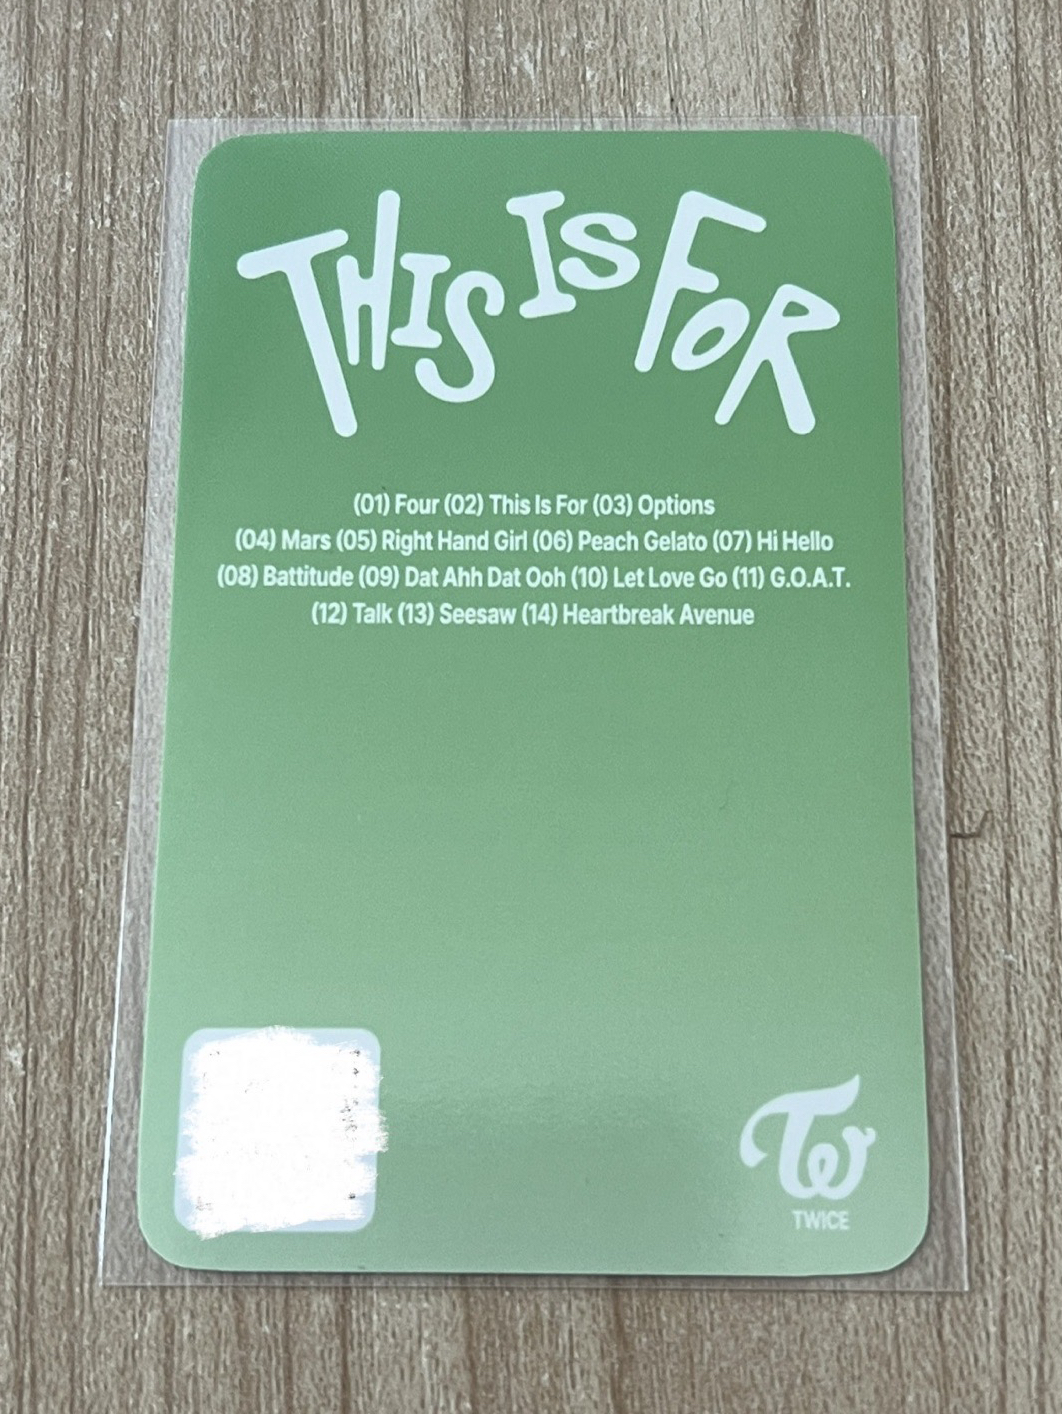 THIS IS FOR
(01) Four (02) This Is For (03) Options
(04) Mars (05) Right Hand Girl (06) Peach Gelato (07) Hi Hello
(08) Battitude (09) Dat Ahh Dat Ooh (10) Let Love Go (11) G.O.A.T.
(12) Talk (13) Seesaw (14) Heartbreak Avenue
TW
TWICE